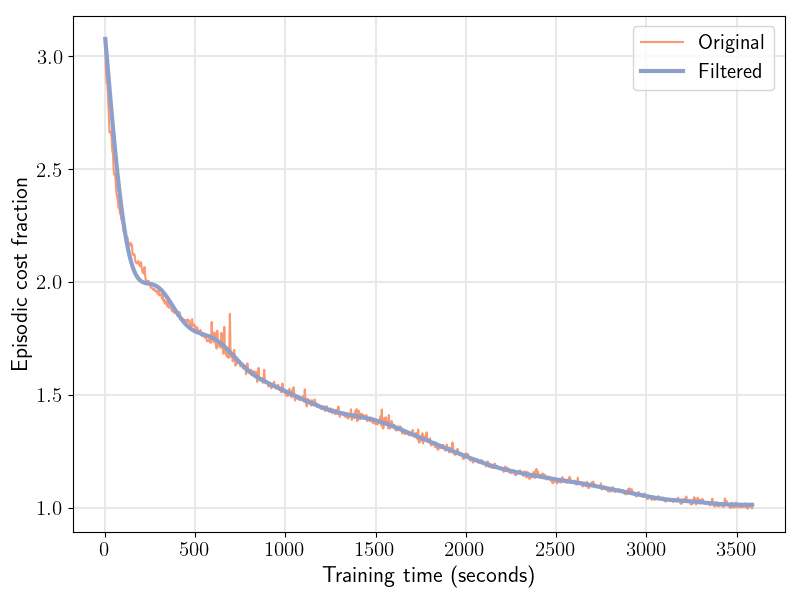 Original
Filtered
3.0
2.5
2.0
1.5
1.0
Episodic cost fraction
0 500 1000 1500 2000 2500 3000 3500
Training time (seconds)